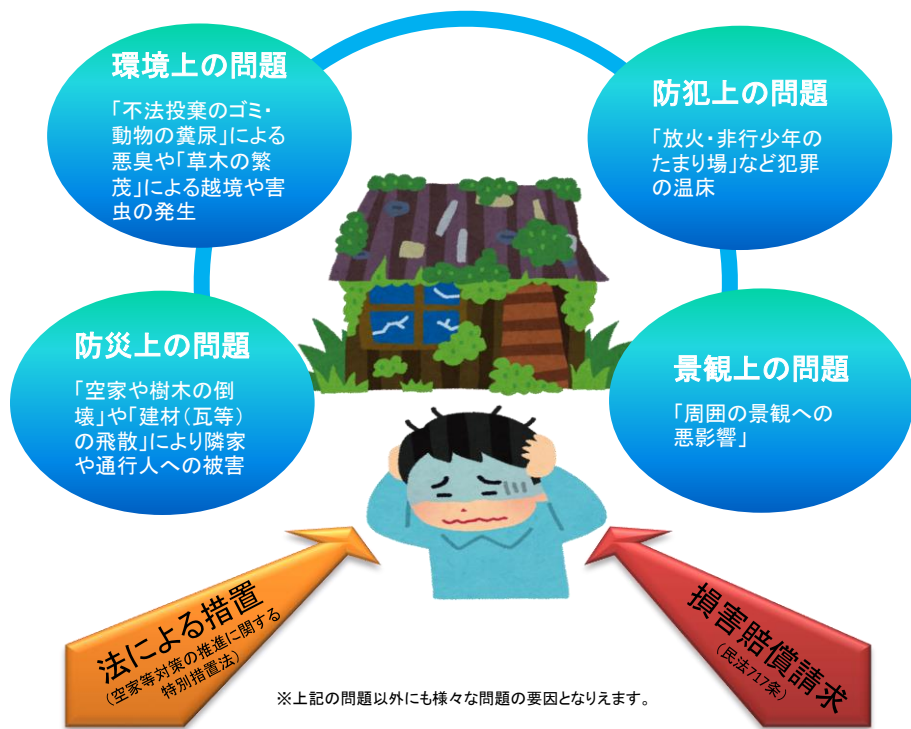 環境上の問題
「不法投棄のゴミ・
動物の糞尿」による
悪臭や「草木の繁
茂」による越境や害
虫の発生
防犯上の問題
「放火・非行少年の
たまり場」など犯罪
の温床
防災上の問題
「空家や樹木の倒
壊」や「建材（瓦等）
の飛散」により隣家
や通行人への被害
景観上の問題
「周囲の景観への
悪影響」
法による措置
（空家等対策の推進に関する
特別措置法）
損害賠償請求
（民法717条）
※上記の問題以外にも様々な問題の要因となりえます。